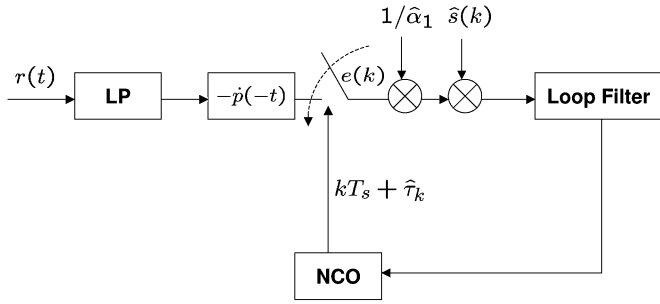 1/α̂₁
ŝ(k)
r(t)
LP
−ṗ(−t)
e(k)
Loop Filter
kTₛ + τ̂ₖ
NCO